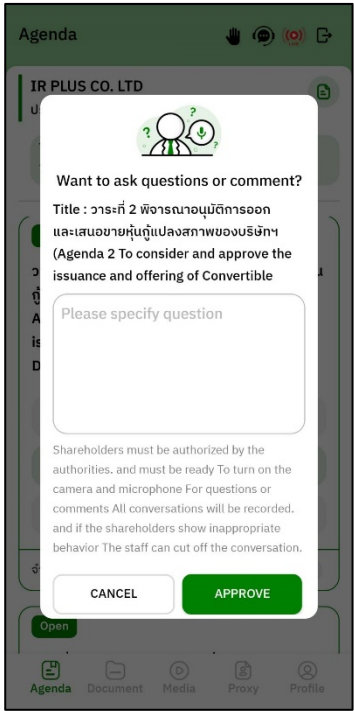 Agenda
LIVE
IR PLUS CO. LTD
Want to ask questions or comment?
Title : วาระที่ 2 พิจารณาอนุมัติการออก
และเสนอขายหุ้นกู้แปลงสภาพของบริษัทฯ
(Agenda 2 To consider and approve the
issuance and offering of Convertible
Please specify question
Shareholders must be authorized by the
authorities. and must be ready To turn on the
camera and microphone For questions or
comments All conversations will be recorded.
and if the shareholders show inappropriate
behavior The staff can cut off the conversation.
CANCEL
APPROVE
Open
Agenda
Document
Media
Proxy
Profile